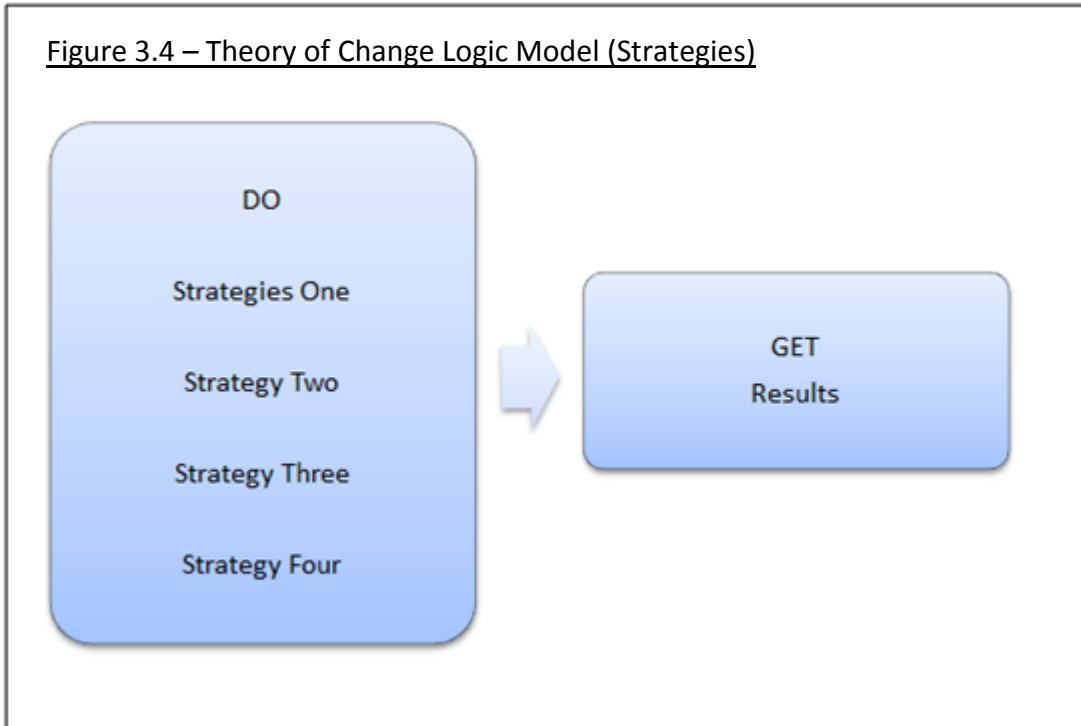 Figure 3.4 – Theory of Change Logic Model (Strategies)
DO
Strategies One
Strategy Two
Strategy Three
Strategy Four
GET
Results